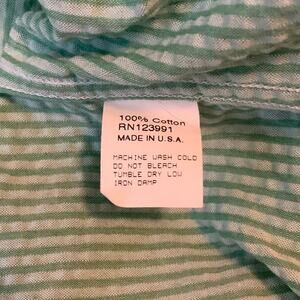 100% Cotton
RN123991
MADE IN U.S.A.
MACHINE WASH COLD
DO NOT BLEACH
TUMBLE DRY LOW
IRON DAMP